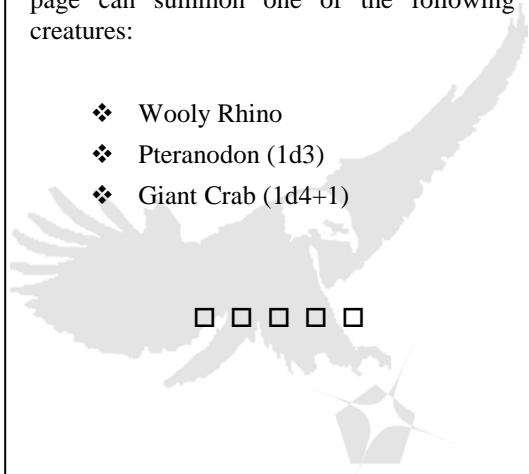 page can summon one of the following
creatures:
❖ Wooly Rhino
❖ Pteranodon (1d3)
❖ Giant Crab (1d4+1)
□ □ □ □ □